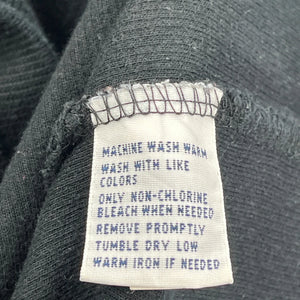 MACHINE WASH WARM
WASH WITH LIKE
COLORS
ONLY NON-CHLORINE
BLEACH WHEN NEEDED
REMOVE PROMPTLY
TUMBLE DRY LOW
WARM IRON IF NEEDED